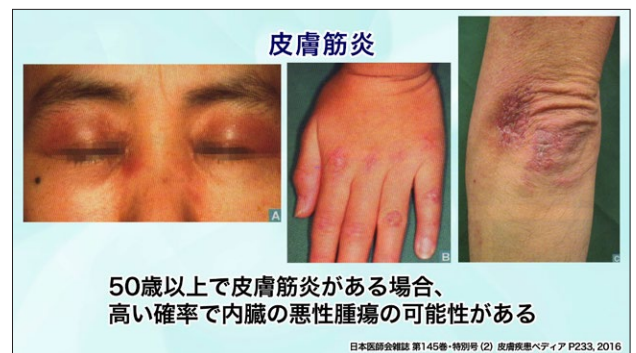 皮膚筋炎
A
B
C
50歳以上で皮膚筋炎がある場合、
高い確率で内臓の悪性腫瘍の可能性がある
日本医師会雑誌 第145巻・特別号(2) 皮膚疾患ペディア P233, 2016